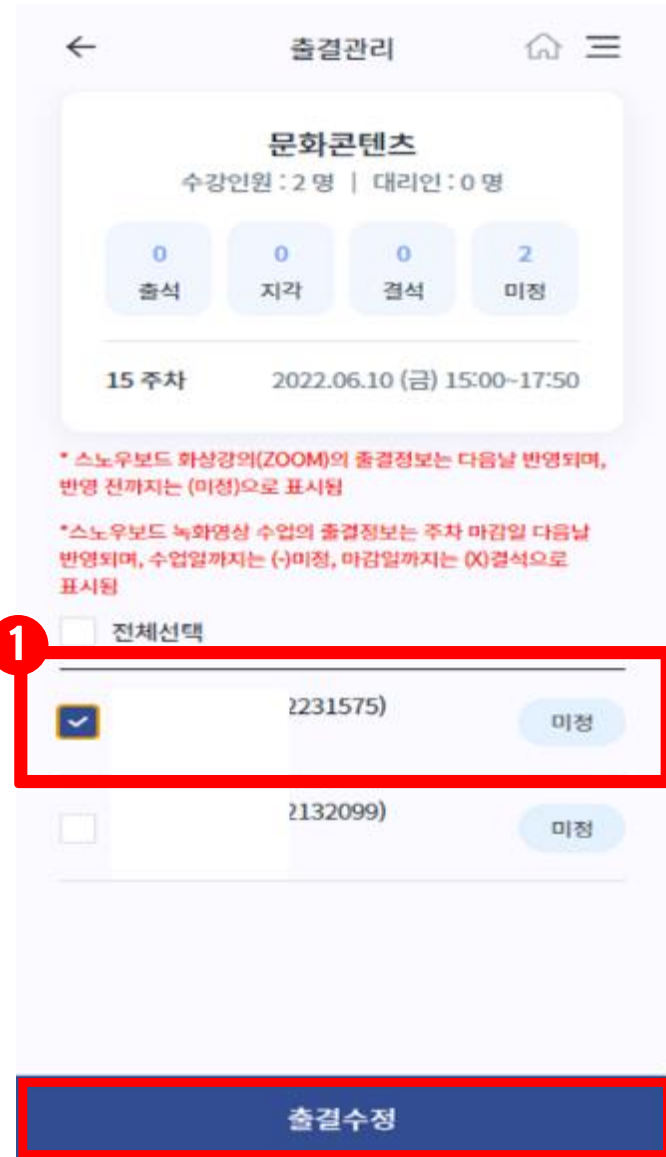 출결관리
문화콘텐츠
수강인원 : 2 명 | 대리인 : 0 명
0 0 0 2
출석 지각 결석 미정
15 주차 2022.06.10 (금) 15:00~17:50
* 스노우보드 화상강의(ZOOM)의 출결정보는 다음날 반영되며,
반영 전까지는 (미정)으로 표시됨
*스노우보드 녹화영상 수업의 출결정보는 주차 마감일 다음날
반영되며, 수업일까지는 (-)미정, 마감일까지는 (X)결석으로
표시됨
전체선택
1
2231575) 미정
2132099) 미정
출결수정